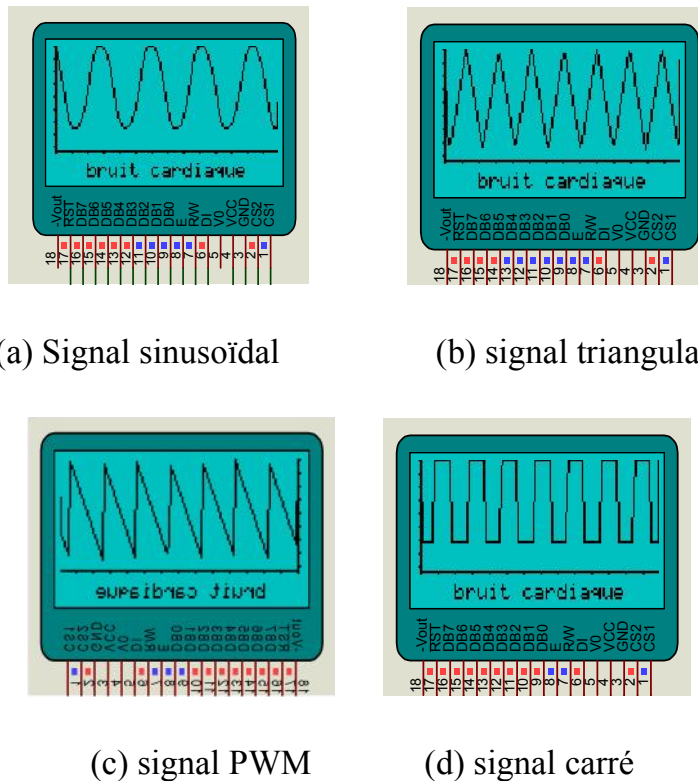 bruit cardiaque
-Vout RST DB7 DB6 DB5 DB4 DB3 DB2 DB1 DB0 E R/W DI V0 VCC GND CS2 CS1
18 17 16 15 14 13 12 11 10 9 8 7 6 5 4 3 2 1
bruit cardiaque
-Vout RST DB7 DB6 DB5 DB4 DB3 DB2 DB1 DB0 E R/W DI V0 VCC GND CS2 CS1
18 17 16 15 14 13 12 11 10 9 8 7 6 5 4 3 2 1
(a) Signal sinusoïdal
(b) signal triangula
bruit cardiaque
CS1 CS2 GND VCC V0 DI R/W E DB0 DB1 DB2 DB3 DB4 DB5 DB6 DB7 RST -Vout
1 2 3 4 5 6 7 8 9 10 11 12 13 14 15 16 17 18
bruit cardiaque
-Vout RST DB7 DB6 DB5 DB4 DB3 DB2 DB1 DB0 E R/W DI V0 VCC GND CS2 CS1
18 17 16 15 14 13 12 11 10 9 8 7 6 5 4 3 2 1
(c) signal PWM
(d) signal carré